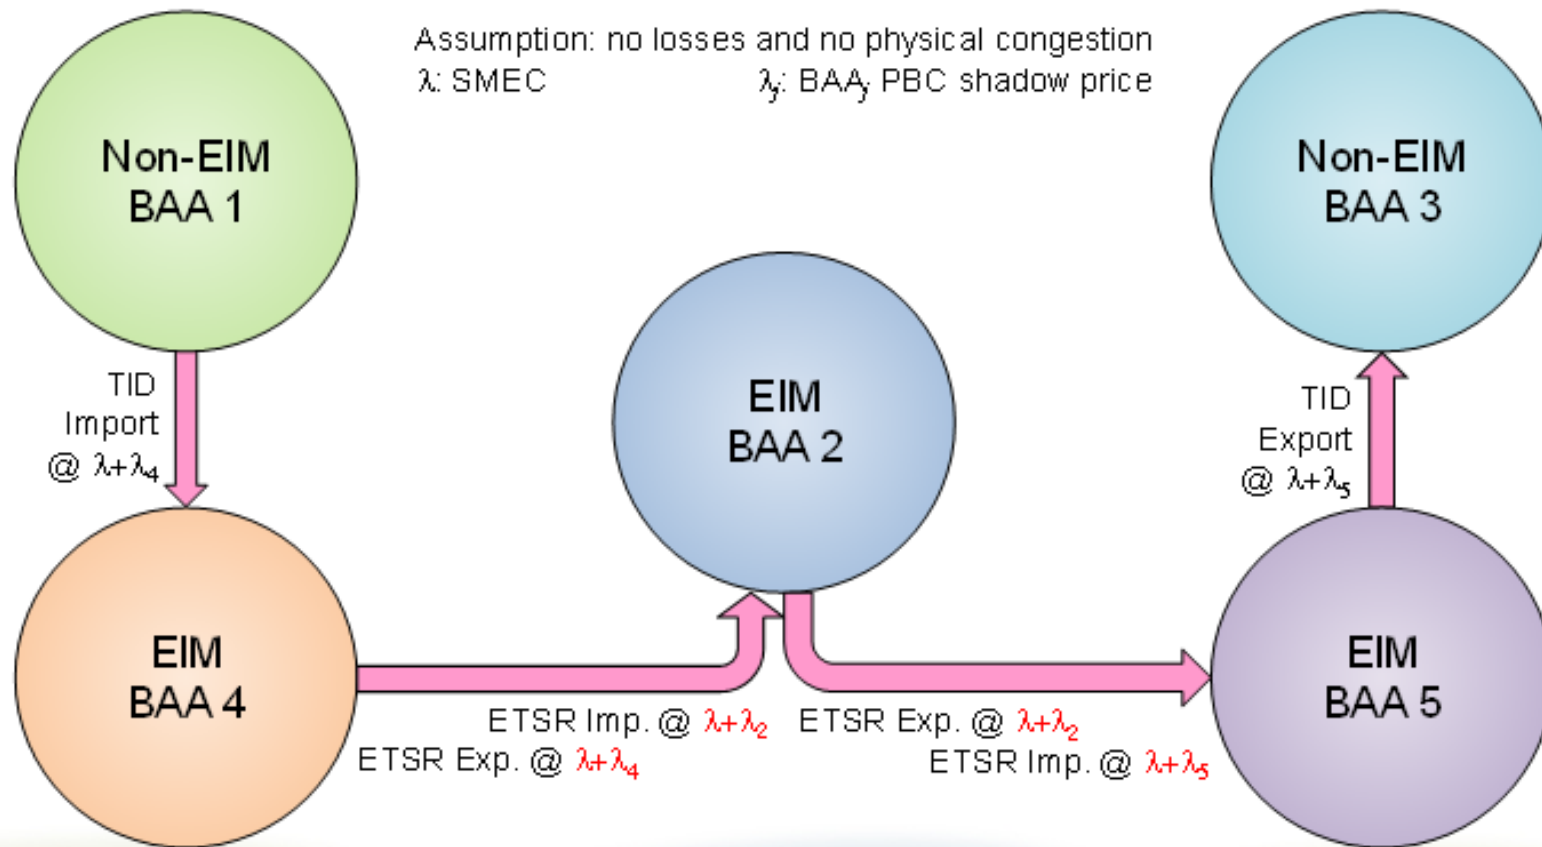 Assumption: no losses and no physical congestion
λ: SMEC λj: BAAj PBC shadow price
Non-EIM
BAA 1
Non-EIM
BAA 3
TID
Import
@ λ+λ4
EIM
BAA 2
TID
Export
@ λ+λ5
EIM
BAA 4
EIM
BAA 5
ETSR Imp. @ λ+λ2 ETSR Exp. @ λ+λ2
ETSR Exp. @ λ+λ4 ETSR Imp. @ λ+λ5